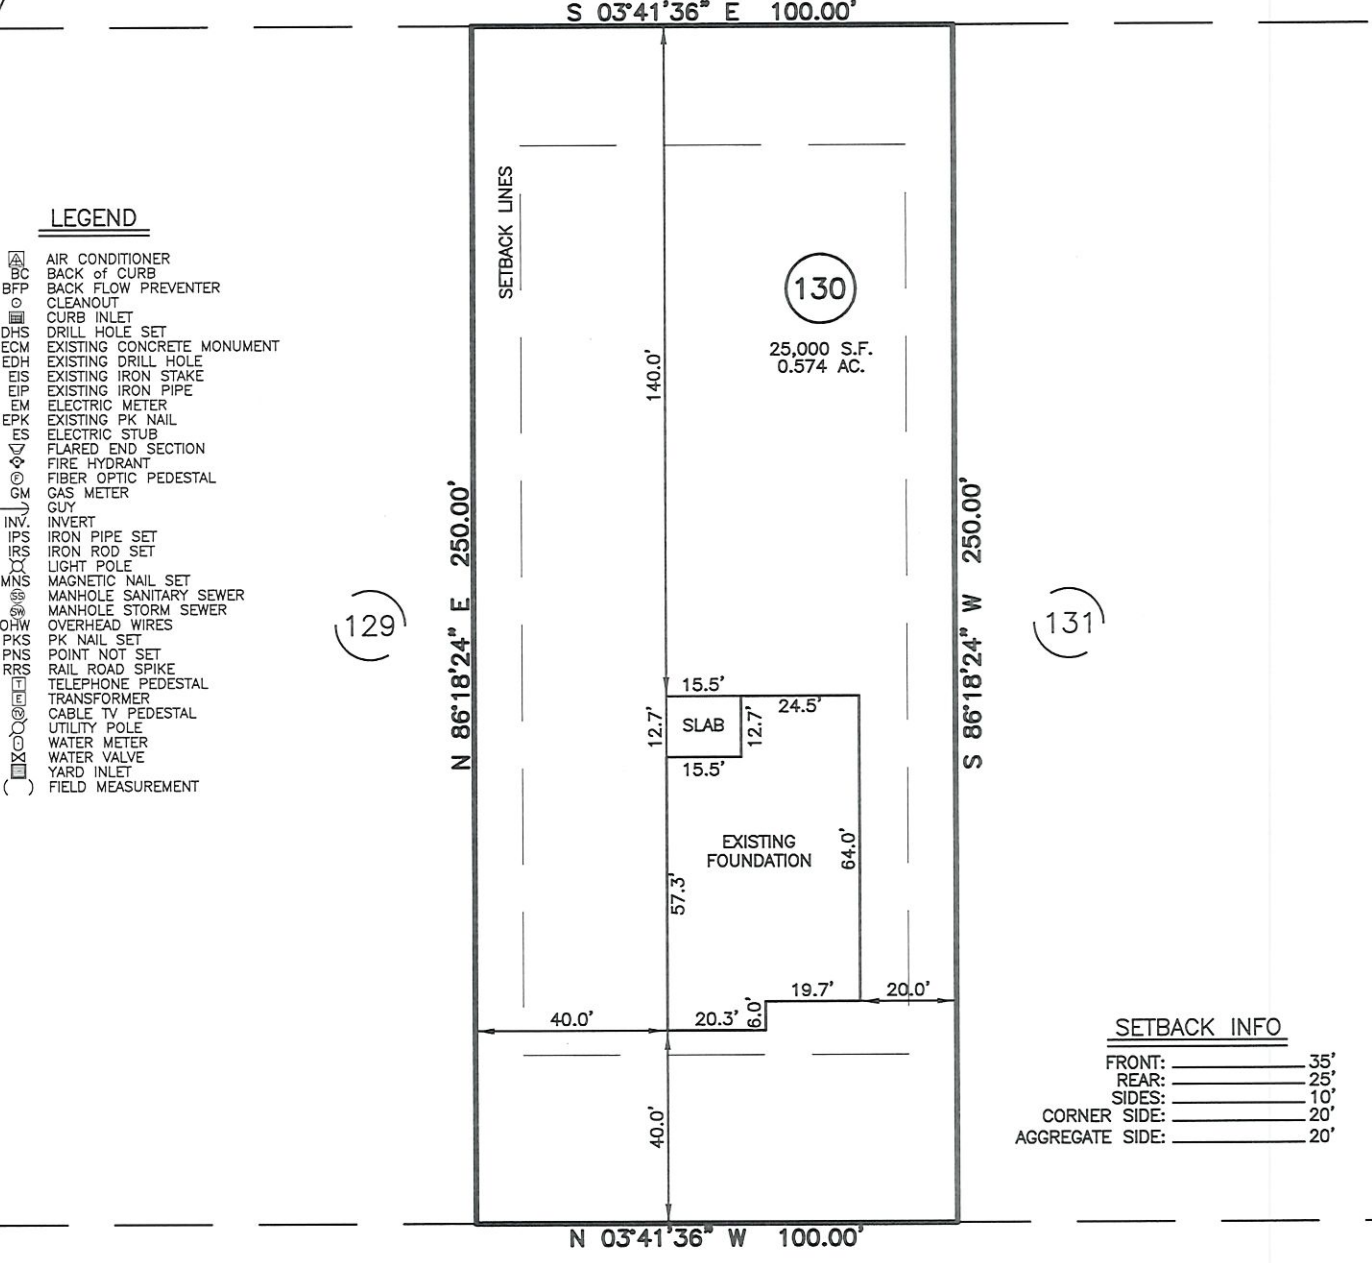 S 03°41'36" E 100.00'
SETBACK LINES
130
25,000 S.F.
0.574 AC.
140.0'
N 86°18'24" E 250.00'
S 86°18'24" W 250.00'
129
131
LEGEND
AIR CONDITIONER
BC BACK of CURB
BFP BACK FLOW PREVENTER
CLEANOUT
CURB INLET
DHS DRILL HOLE SET
ECM EXISTING CONCRETE MONUMENT
EDH EXISTING DRILL HOLE
EIS EXISTING IRON STAKE
EIP EXISTING IRON PIPE
EM ELECTRIC METER
EPK EXISTING PK NAIL
ES ELECTRIC STUB
FLARED END SECTION
FIRE HYDRANT
F FIBER OPTIC PEDESTAL
GM GAS METER
GUY
INV. INVERT
IPS IRON PIPE SET
IRS IRON ROD SET
LIGHT POLE
MNS MAGNETIC NAIL SET
SS MANHOLE SANITARY SEWER
SW MANHOLE STORM SEWER
OHW OVERHEAD WIRES
PKS PK NAIL SET
PNS POINT NOT SET
RRS RAIL ROAD SPIKE
T TELEPHONE PEDESTAL
E TRANSFORMER
TV CABLE TV PEDESTAL
UTILITY POLE
WATER METER
WATER VALVE
YARD INLET
( ) FIELD MEASUREMENT
15.5'
24.5'
12.7'
SLAB
12.7'
15.5'
EXISTING
FOUNDATION
64.0'
57.3'
19.7'
20.0'
6.0'
20.3'
40.0'
40.0'
N 03°41'36" W 100.00'
SETBACK INFO
FRONT: 35'
REAR: 25'
SIDES: 10'
CORNER SIDE: 20'
AGGREGATE SIDE: 20'